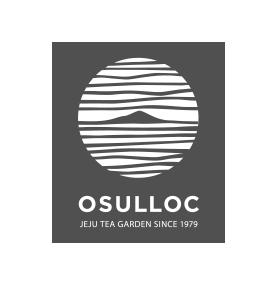 OSULLOC
JEJU TEA GARDEN SINCE 1979